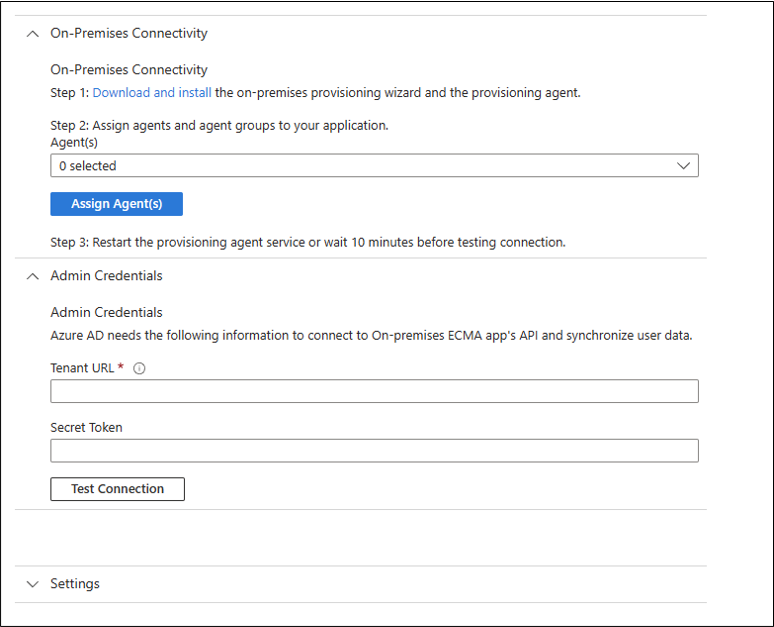 On-Premises Connectivity
On-Premises Connectivity
Step 1: Download and install the on-premises provisioning wizard and the provisioning agent.
Step 2: Assign agents and agent groups to your application.
Agent(s)
0 selected
Assign Agent(s)
Step 3: Restart the provisioning agent service or wait 10 minutes before testing connection.
Admin Credentials
Admin Credentials
Azure AD needs the following information to connect to On-premises ECMA app's API and synchronize user data.
Tenant URL *
Secret Token
Test Connection
Settings